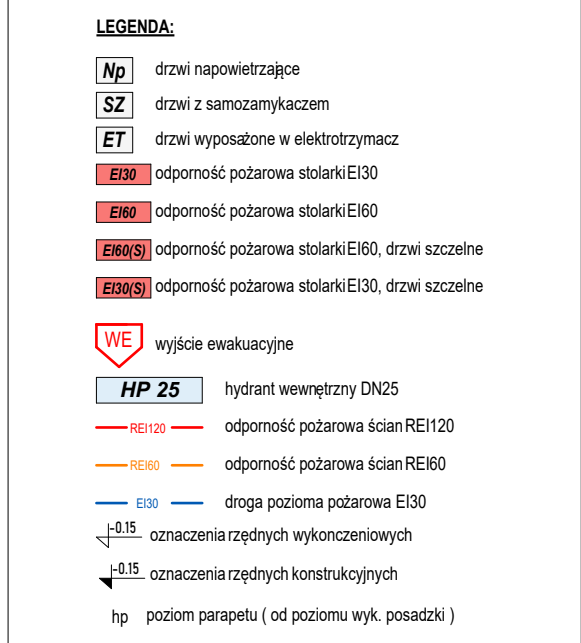 LEGENDA:
Np drzwi napowietrzające
SZ drzwi z samozamykaczem
ET drzwi wyposażone w elektrotrzymacz
EI30 odporność pożarowa stolarki EI30
EI60 odporność pożarowa stolarki EI60
EI60(S) odporność pożarowa stolarki EI60, drzwi szczelne
EI30(S) odporność pożarowa stolarki EI30, drzwi szczelne
WE wyjście ewakuacyjne
HP 25 hydrant wewnętrzny DN25
REI120 odporność pożarowa ścian REI120
REI60 odporność pożarowa ścian REI60
EI30 droga pozioma pożarowa EI30
-0.15 oznaczenia rzędnych wykonczeniowych
-0.15 oznaczenia rzędnych konstrukcyjnych
hp poziom parapetu ( od poziomu wyk. posadzki )